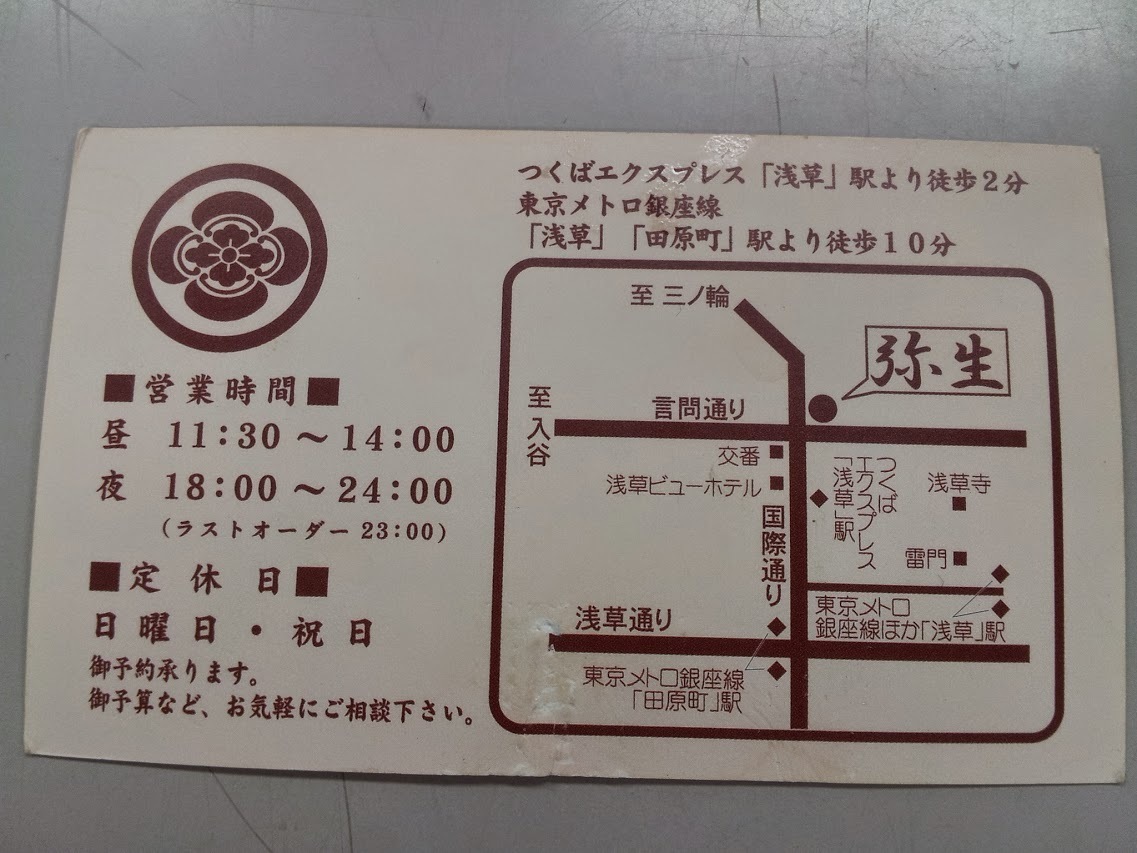 つくばエクスプレス「浅草」駅より徒歩2分
東京メトロ銀座線
「浅草」「田原町」駅より徒歩10分
■営業時間■
昼 11:30～14:00
夜 18:00～24:00
(ラストオーダー23:00)
■定休日■
日曜日・祝日
御予約承ります。
御予算など、お気軽にご相談下さい。
至 三ノ輪
弥生
至入谷
言問通り
交番
浅草ビューホテル
国際通り
つくば
エクスプレス
「浅草」駅
浅草寺
雷門
東京メトロ
銀座線ほか「浅草」駅
浅草通り
東京メトロ銀座線
「田原町」駅